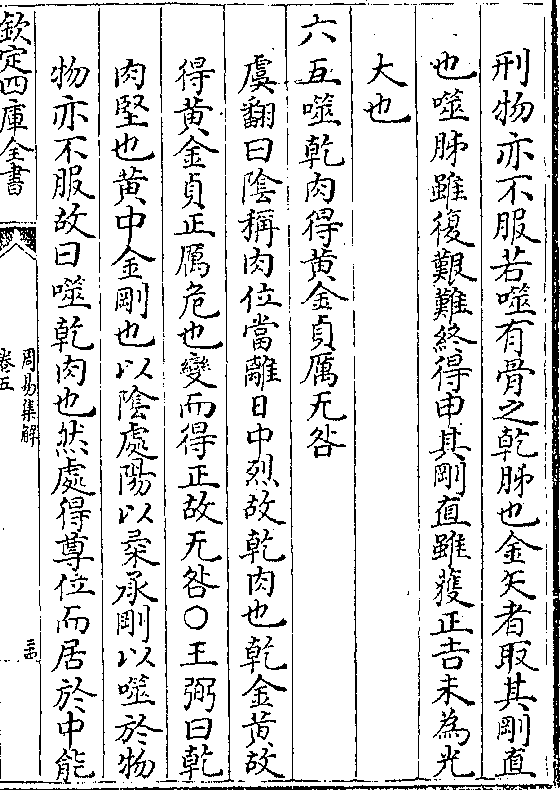 刑物亦不服若噬有骨之乾胏也金矢者取其剛直
也噬胏雖復艱難終得申其剛直雖獲正吉未為光
大也
六五噬乾肉得黄金貞厲无咎
虞翻曰陰稱肉位當離日中烈故乾肉也乾金黄故
得黄金貞正厲危也變而得正故无咎○王弼曰乾
肉堅也黄中金剛也以陰處陽以柔承剛以噬於物
物亦不服故曰噬乾肉也然處得尊位而居於中能
欽定四庫全書
周易集解
卷五